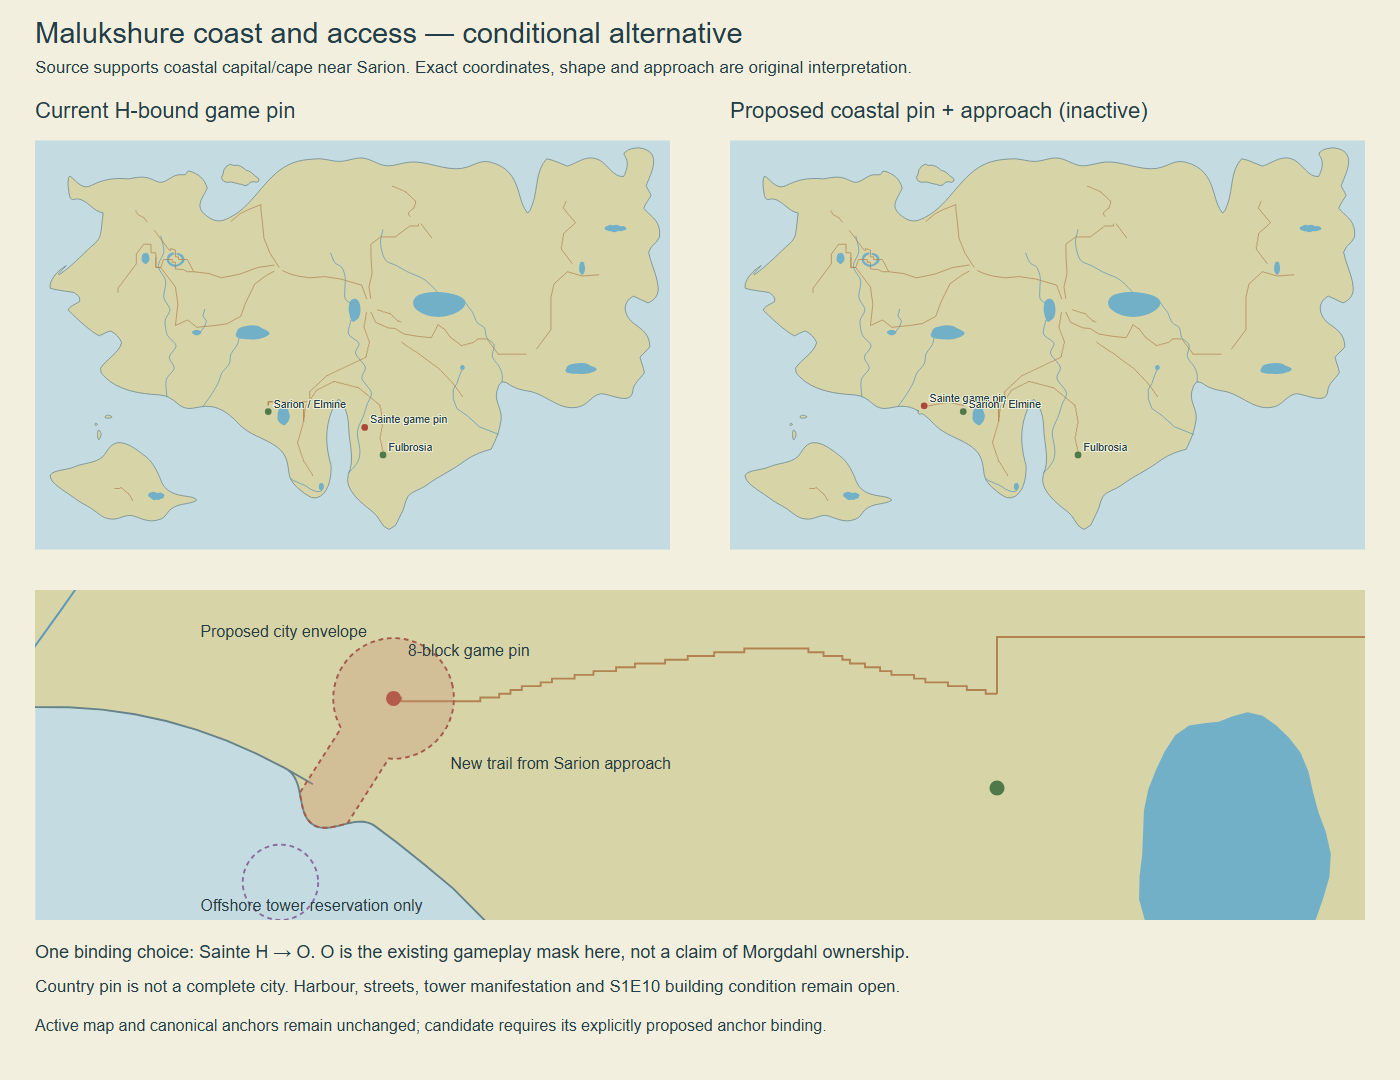 Malukshure coast and access — conditional alternative
Source supports coastal capital/cape near Sarion. Exact coordinates, shape and approach are original interpretation.
Current H-bound game pin
Proposed coastal pin + approach (inactive)
Sarion / Elmine
Sainte game pin
Fulbrosia
Sainte game pin
Sarion / Elmine
Fulbrosia
Proposed city envelope
8-block game pin
New trail from Sarion approach
Offshore tower reservation only
One binding choice: Sainte H → O. O is the existing gameplay mask here, not a claim of Morgdahl ownership.
Country pin is not a complete city. Harbour, streets, tower manifestation and S1E10 building condition remain open.
Active map and canonical anchors remain unchanged; candidate requires its explicitly proposed anchor binding.